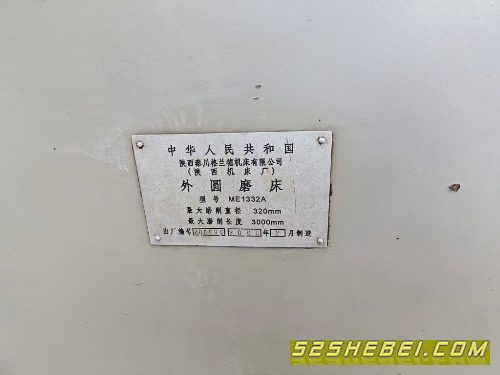 中华人民共和国
陕西秦川格兰德机床有限公司
(陕西机床厂)
外圆磨床
型号 ME1332A
最大磨削直径 320mm
最大磨削长度 3000mm
出厂编号 年 2 月制造
52SHEBEI.COM